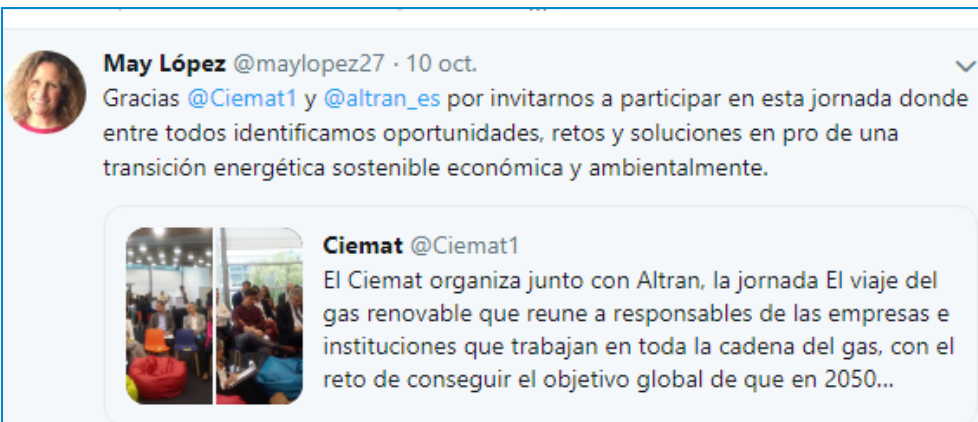 May López @maylopez27 · 10 oct.
Gracias @Ciemat1 y @altran_es por invitarnos a participar en esta jornada donde
entre todos identificamos oportunidades, retos y soluciones en pro de una
transición energética sostenible económica y ambientalmente.
Ciemat @Ciemat1
El Ciemat organiza junto con Altran, la jornada El viaje del
gas renovable que reune a responsables de las empresas e
instituciones que trabajan en toda la cadena del gas, con el
reto de conseguir el objetivo global de que en 2050...